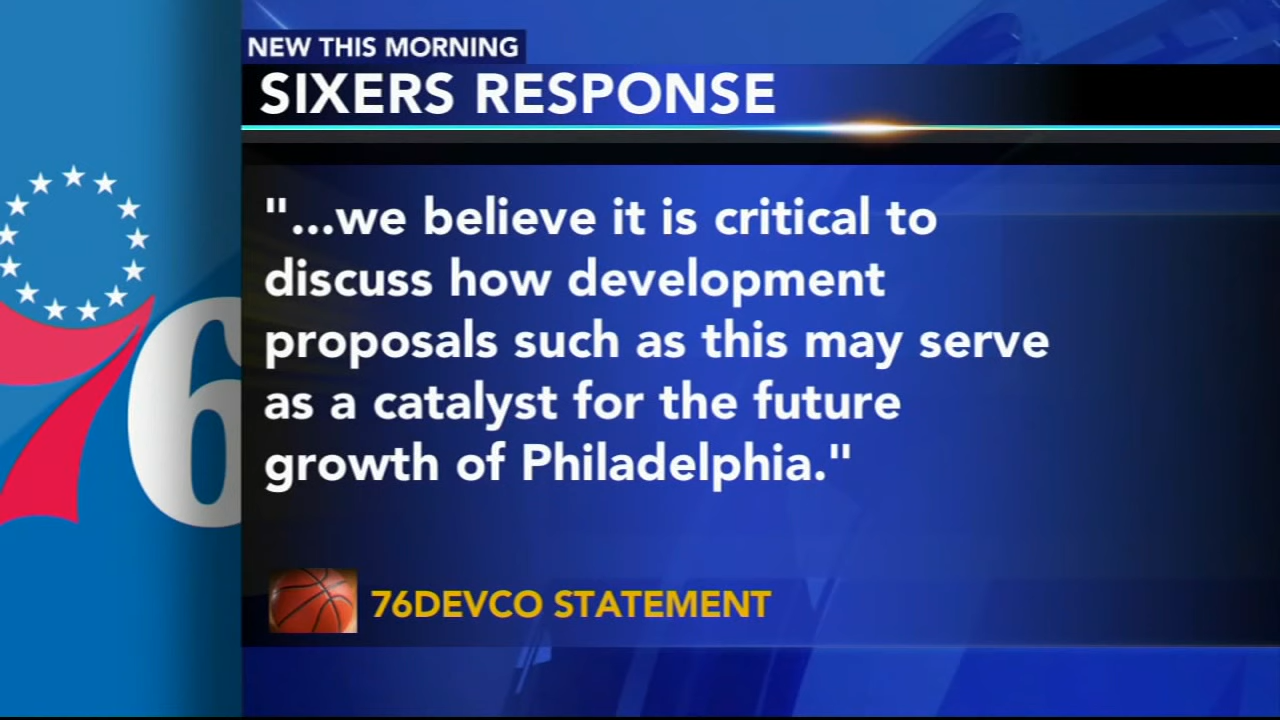 NEW THIS MORNING
SIXERS RESPONSE
"...we believe it is critical to
discuss how development
proposals such as this may serve
as a catalyst for the future
growth of Philadelphia."
76DEVCO STATEMENT
76